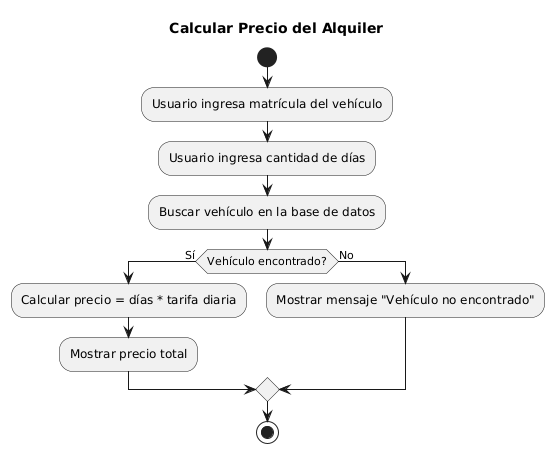 Calcular Precio del Alquiler
Usuario ingresa matrícula del vehículo
Usuario ingresa cantidad de días
Buscar vehículo en la base de datos
Vehículo encontrado?
Sí
No
Calcular precio = días * tarifa diaria
Mostrar mensaje "Vehículo no encontrado"
Mostrar precio total